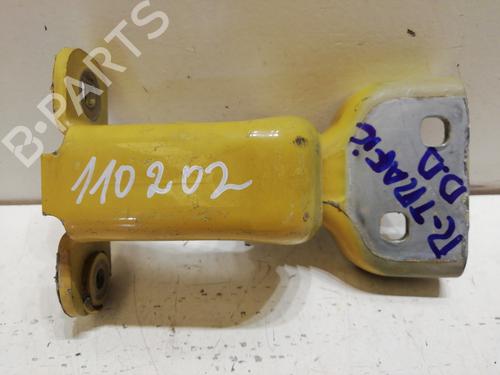 B-PARTS
110202
R-TRAFIC
D.D